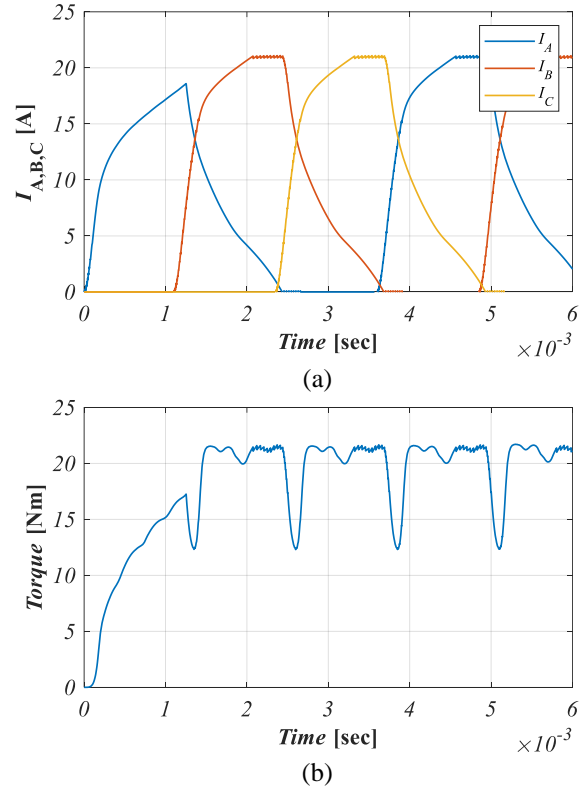 25
20
15
10
5
0
I_A,B,C [A]
I_A
I_B
I_C
0 1 2 3 4 5 6
Time [sec]
×10^-3
(a)
25
20
15
10
5
0
Torque [Nm]
0 1 2 3 4 5 6
Time [sec]
×10^-3
(b)